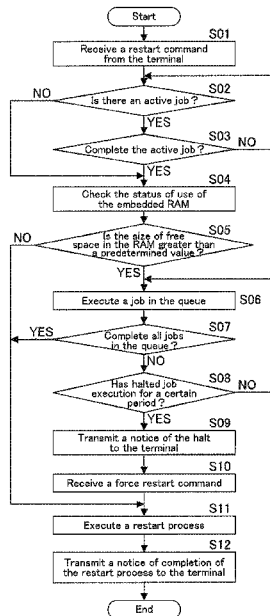 Start
S01
Receive a restart command
from the terminal
S02
NO
Is there an active job ?
YES
S03
Complete the active job ?
NO
YES
S04
Check the status of use of
the embedded RAM
S05
Is the size of free
space in the RAM greater than
a predetermined value ?
NO
YES
Execute a job in the queue
S06
S07
YES
Complete all jobs
in the queue ?
NO
S08
Has halted job
execution for a certain
period ?
NO
YES
S09
Transmit a notice of the halt
to the terminal
S10
Receive a force restart command
S11
Execute a restart process
S12
Transmit a notice of completion of
the restart process to the terminal
End